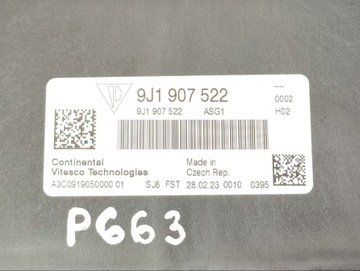 9J1 907 522
----
0002
9J1 907 522 ASG1 H02
Continental
Vitesco Technologies
Made in
Czech Rep.
A3C0919050000 01 SJ8 FST 28.02.23 0010 0395
P663